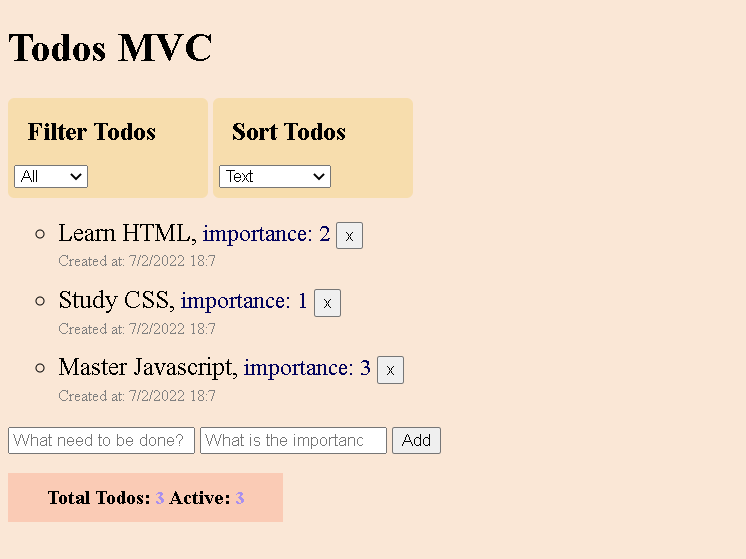 Todos MVC
Filter Todos
Sort Todos
All
Text
Learn HTML, importance: 2 x
Created at: 7/2/2022 18:7
Study CSS, importance: 1 x
Created at: 7/2/2022 18:7
Master Javascript, importance: 3 x
Created at: 7/2/2022 18:7
What need to be done? What is the importanc Add
Total Todos: 3 Active: 3